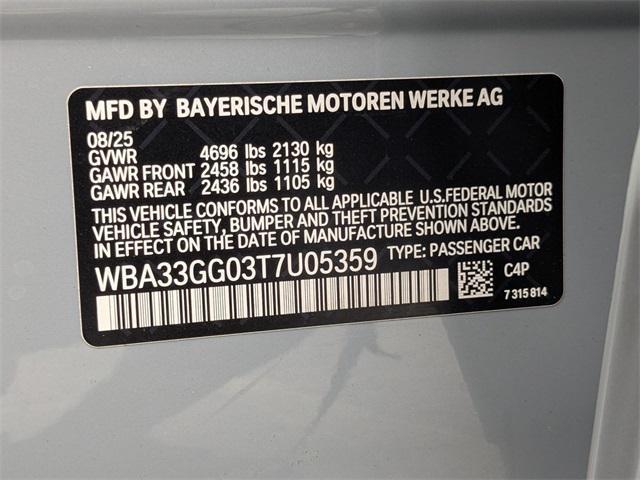 MFD BY BAYERISCHE MOTOREN WERKE AG
08/25
GVWR 4696 lbs 2130 kg
GAWR FRONT 2458 lbs 1115 kg
GAWR REAR 2436 lbs 1105 kg
THIS VEHICLE CONFORMS TO ALL APPLICABLE U.S.FEDERAL MOTOR
VEHICLE SAFETY, BUMPER AND THEFT PREVENTION STANDARDS
IN EFFECT ON THE DATE OF MANUFACTURE SHOWN ABOVE.
WBA33GG03T7U05359 TYPE: PASSENGER CAR
C4P
7 315 814